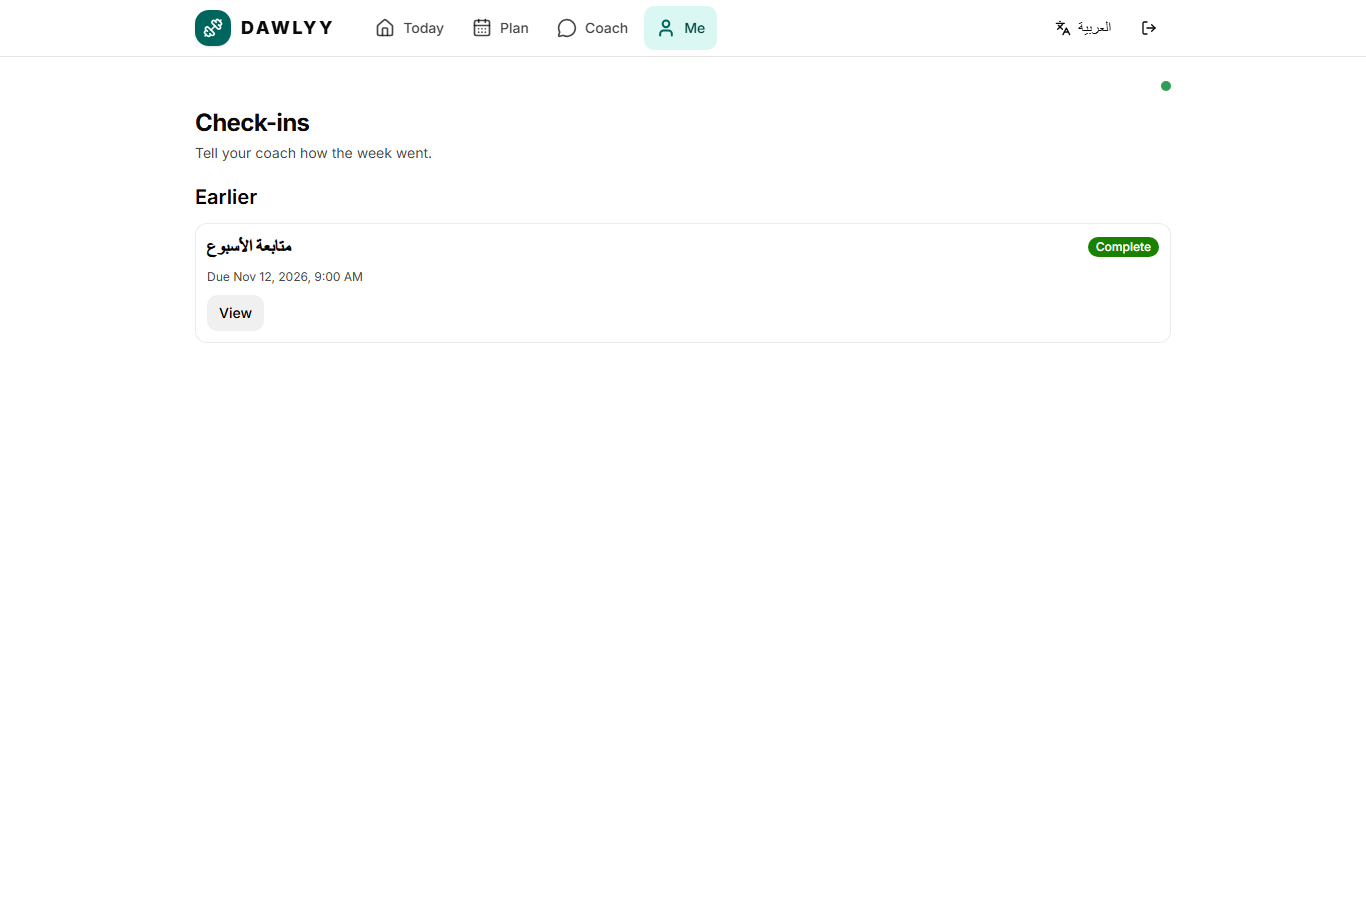 DAWLYY
Today
Plan
Coach
Me
العربية
Check-ins
Tell your coach how the week went.
Earlier
متابعة الأسبوع
Complete
Due Nov 12, 2026, 9:00 AM
View